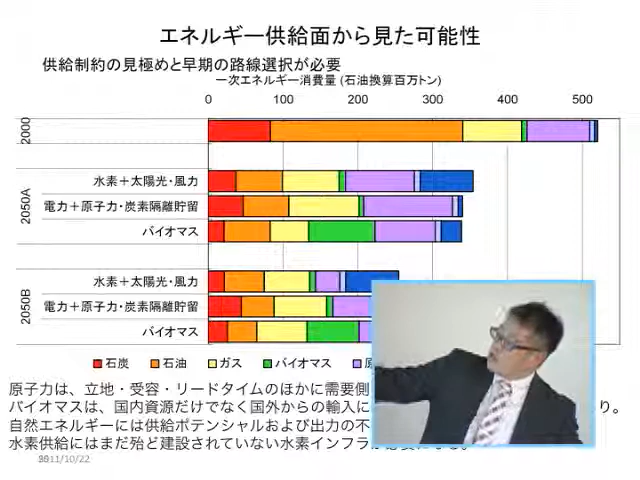 エネルギー供給面から見た可能性
供給制約の見極めと早期の路線選択が必要
一次エネルギー消費量 (石油換算百万トン)
0 100 200 300 400 500
2000
2050A
水素＋太陽光・風力
電力＋原子力・炭素隔離貯留
バイオマス
2050B
水素＋太陽光・風力
電力＋原子力・炭素隔離貯留
バイオマス
石炭 石油 ガス バイオマス
原子力は、立地・受容・リードタイムのほかに需要側
バイオマスは、国内資源だけでなく国外からの輸入に り。
自然エネルギーには供給ポテンシャルおよび出力の不
水素供給にはまだ殆ど建設されていない水素インフラ
2011/10/22